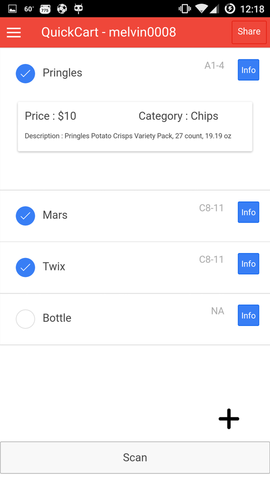 60° 12:18
QuickCart - melvin0008 Share
Pringles A1-4 Info
Price : $10 Category : Chips
Description : Pringles Potato Crisps Variety Pack, 27 count, 19.19 oz
Mars C8-11 Info
Twix C8-11 Info
Bottle NA Info
Scan